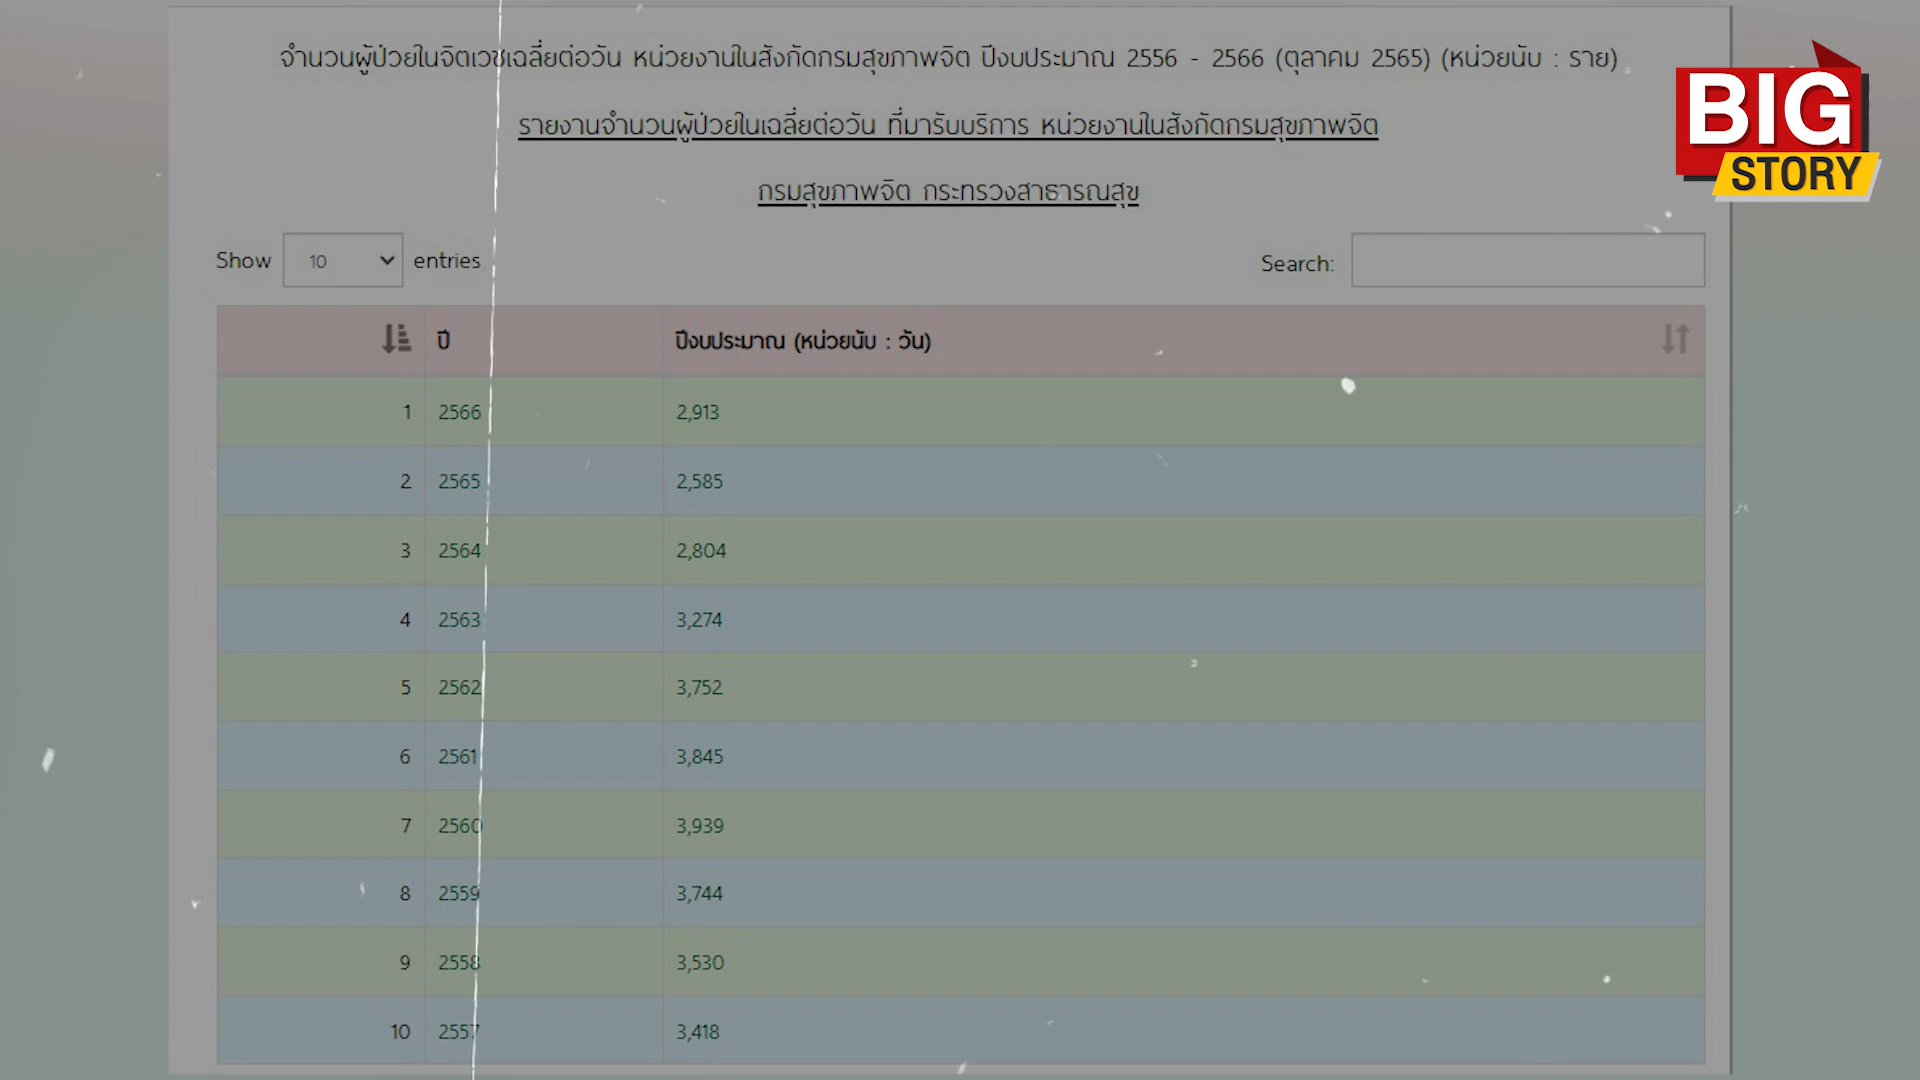 จำนวนผู้ป่วยในจิตเวชเฉลี่ยต่อวัน หน่วยงานในสังกัดกรมสุขภาพจิต ปีงบประมาณ 2556 - 2566 (ตุลาคม 2565) (หน่วยนับ : ราย)
BIG
STORY
รายงานจำนวนผู้ป่วยในเฉลี่ยต่อวัน ที่มารับบริการ หน่วยงานในสังกัดกรมสุขภาพจิต
กรมสุขภาพจิต กระทรวงสาธารณสุข
Show 10 entries Search:
ปี ปีงบประมาณ (หน่วยนับ : วัน)
1 2566 2,913
2 2565 2,585
3 2564 2,804
4 2563 3,274
5 2562 3,752
6 2561 3,845
7 2560 3,939
8 2559 3,744
9 2558 3,530
10 2557 3,418